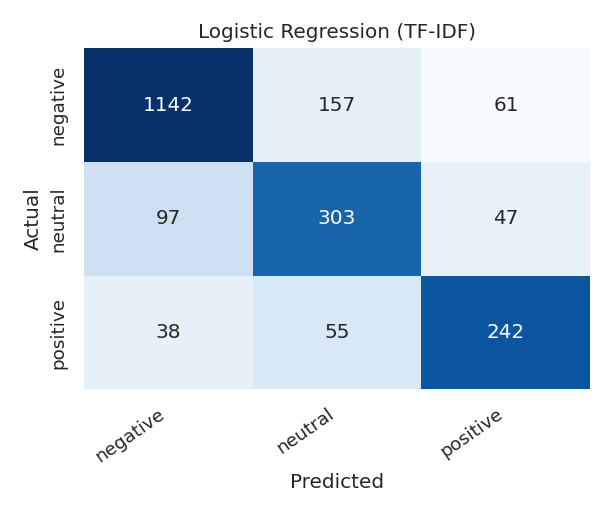 Logistic Regression (TF-IDF)
Actual
negative
1142 157 61
neutral
97 303 47
positive
38 55 242
negative neutral positive
Predicted